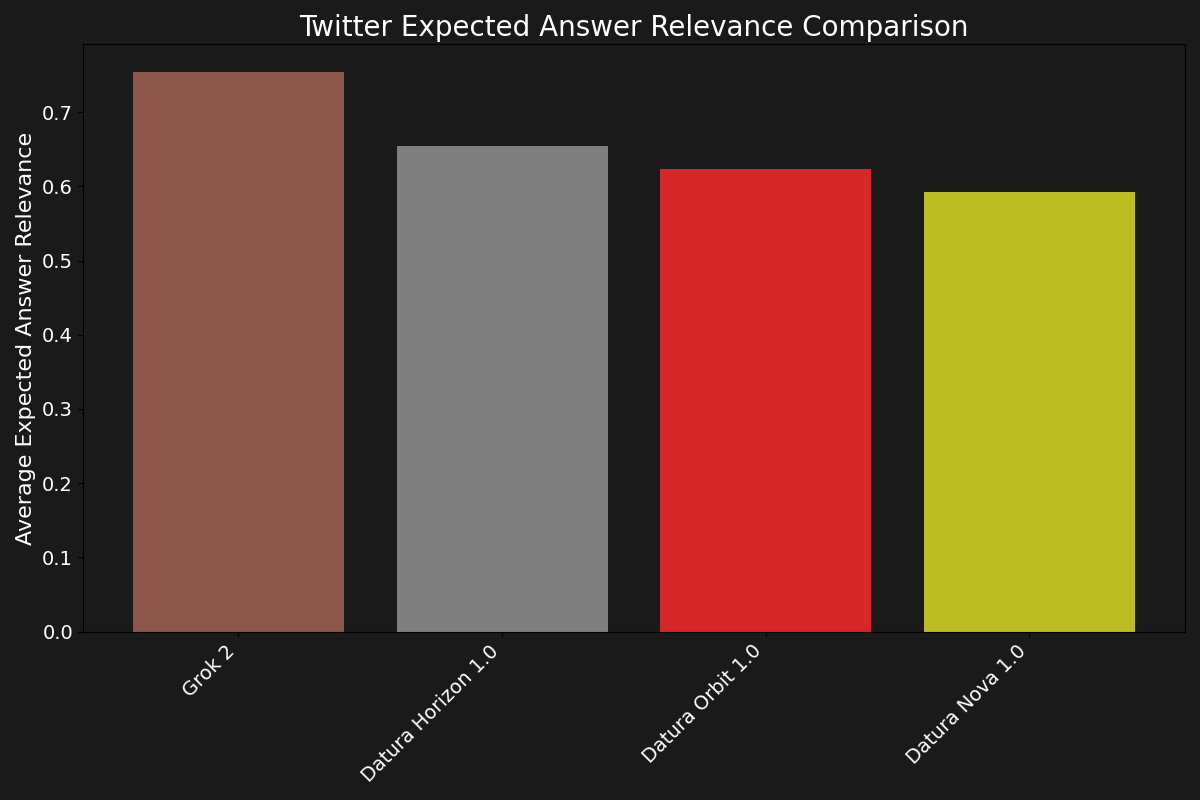 Twitter Expected Answer Relevance Comparison
Average Expected Answer Relevance
0.7
0.6
0.5
0.4
0.3
0.2
0.1
0.0
Grok 2
Datura Horizon 1.0
Datura Orbit 1.0
Datura Nova 1.0